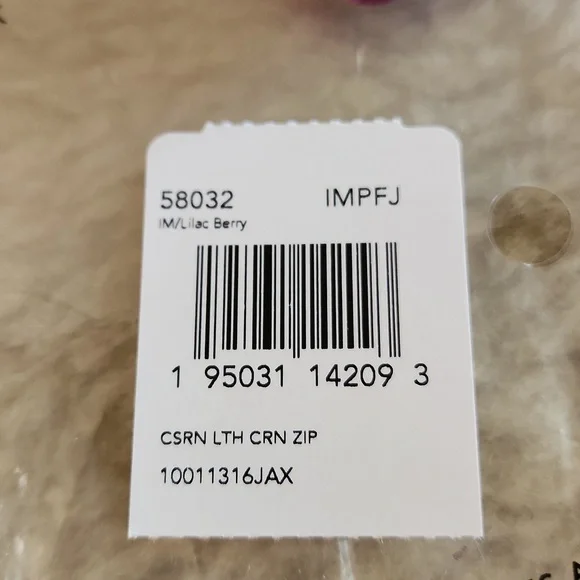 58032 IMPFJ
IM/Lilac Berry
1 95031 14209 3
CSRN LTH CRN ZIP
10011316JAX